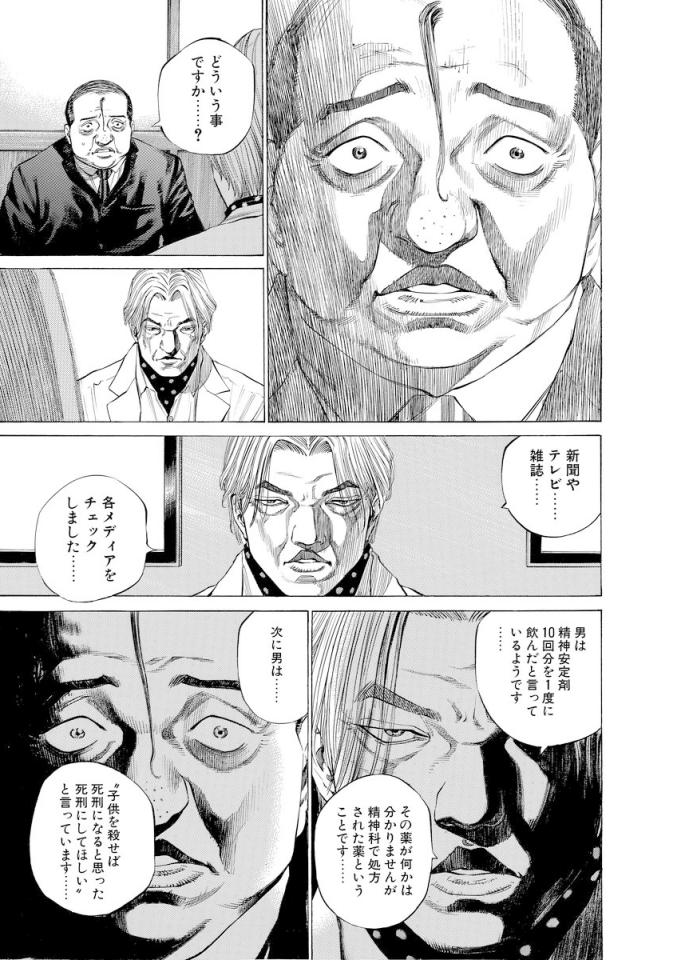 どういう事
ですか……？
新聞や
テレビ……
雑誌……
各メディアを
チェック
しました……
男は
精神安定剤
10回分を1度に
飲んだと言って
いるようです
その薬が何かは
分かりませんが
精神科で処方
された薬という
ことです……
次に男は……
〝子供を殺せば
死刑になると思った
死刑にしてほしい〟
と言っています……